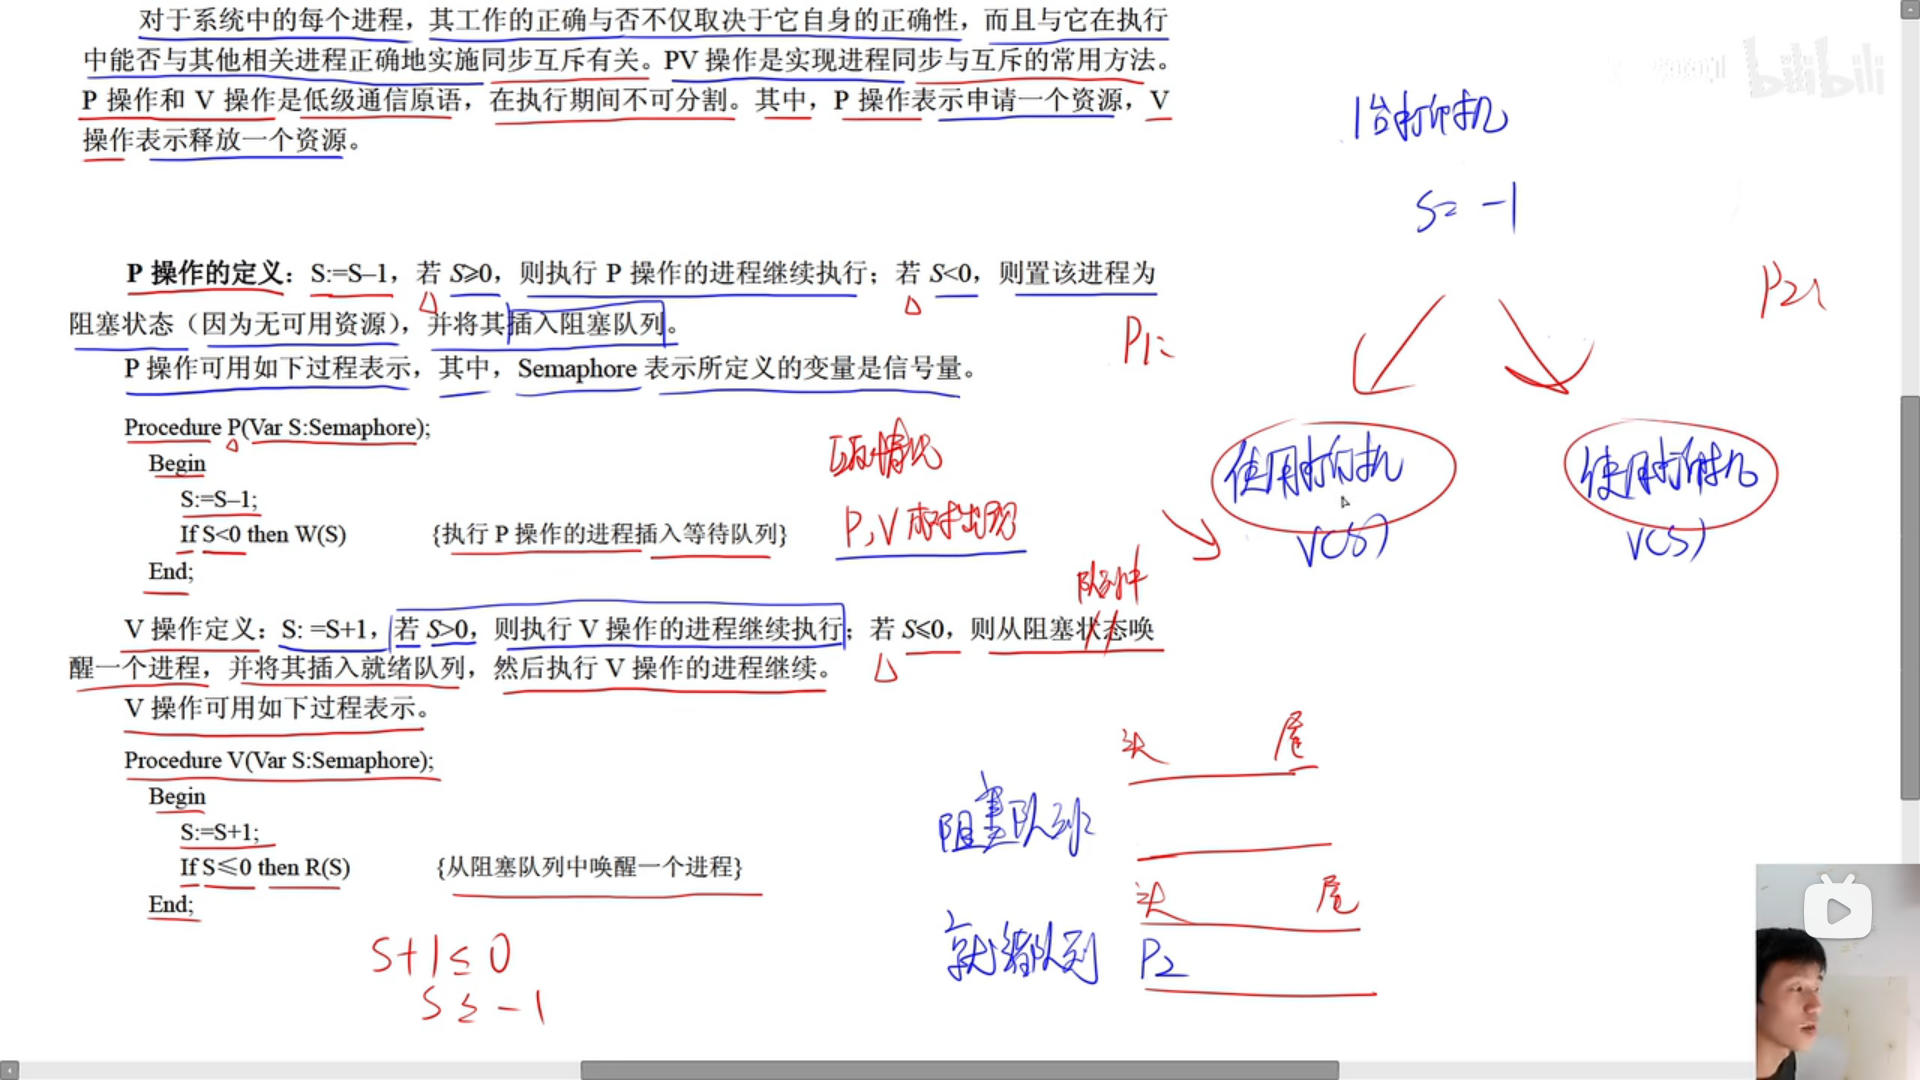 对于系统中的每个进程，其工作的正确与否不仅取决于它自身的正确性，而且与它在执行
中能否与其他相关进程正确地实施同步互斥有关。PV 操作是实现进程同步与互斥的常用方法。
P 操作和 V 操作是低级通信原语，在执行期间不可分割。其中，P 操作表示申请一个资源，V
操作表示释放一个资源。
bilibili
1台打印机
S= -1
P 操作的定义：S:=S–1，若 S⩾0，则执行 P 操作的进程继续执行；若 S<0，则置该进程为
阻塞状态（因为无可用资源），并将其插入阻塞队列。
P1:
P2:
P 操作可用如下过程表示，其中，Semaphore 表示所定义的变量是信号量。
Procedure P(Var S:Semaphore);
Begin
S:=S–1;
If S<0 then W(S) {执行 P 操作的进程插入等待队列}
End;
互斥情况
P,V 成对出现
使用打印机
V(S)
使用打印机
V(S)
队列中
V 操作定义：S: =S+1，若 S>0，则执行 V 操作的进程继续执行；若 S⩽0，则从阻塞状态唤
醒一个进程，并将其插入就绪队列，然后执行 V 操作的进程继续。
V 操作可用如下过程表示。
Procedure V(Var S:Semaphore);
Begin
S:=S+1;
If S⩽0 then R(S) {从阻塞队列中唤醒一个进程}
End;
S+1≤0
S≤-1
头 尾
阻塞队列
头 尾
就绪队列 P2